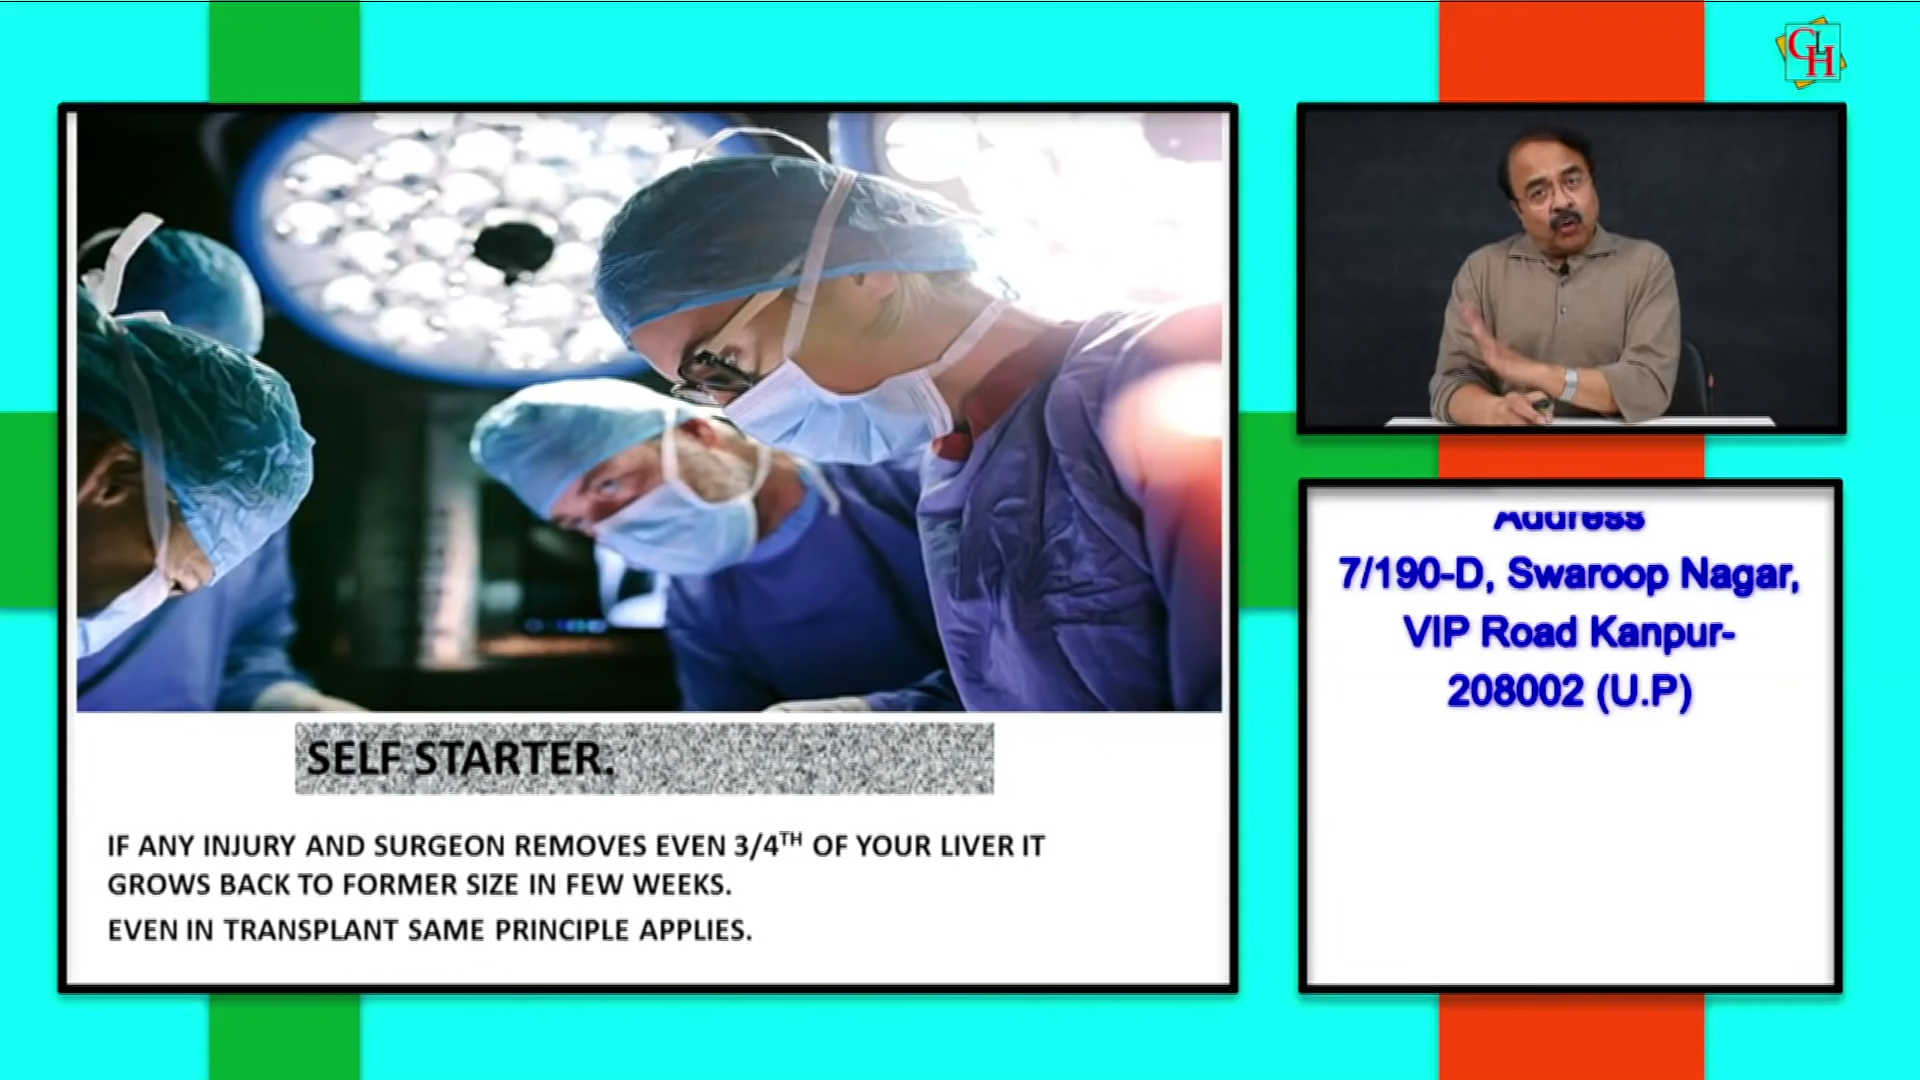 GLH
SELF STARTER.
IF ANY INJURY AND SURGEON REMOVES EVEN 3/4TH OF YOUR LIVER IT
GROWS BACK TO FORMER SIZE IN FEW WEEKS.
EVEN IN TRANSPLANT SAME PRINCIPLE APPLIES.
Address
7/190-D, Swaroop Nagar,
VIP Road Kanpur-
208002 (U.P)